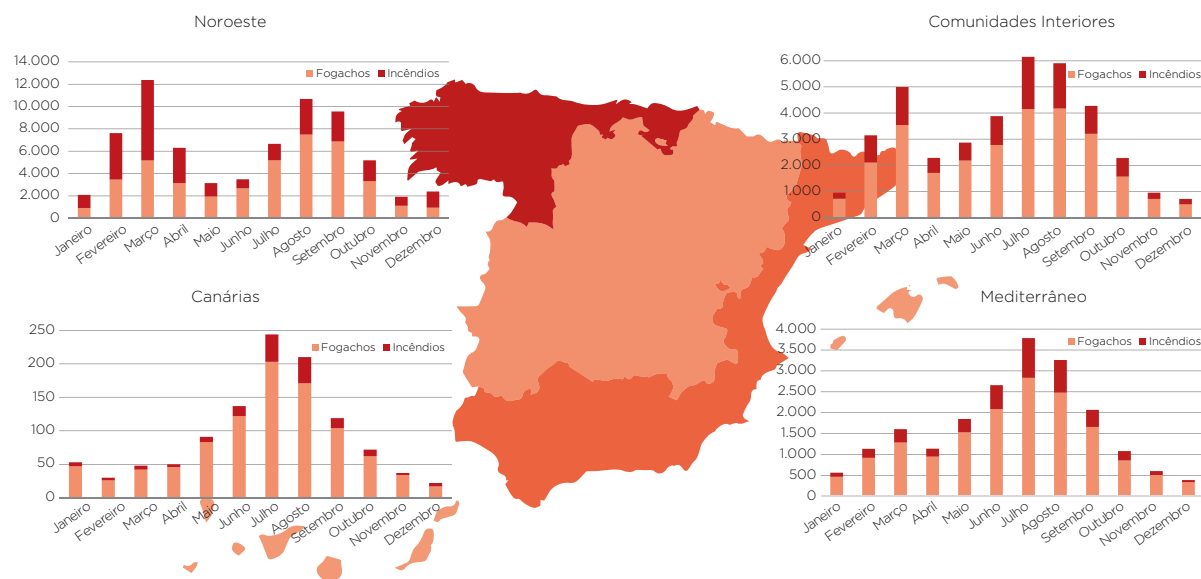 Noroeste
14.000
12.000
10.000
8.000
6.000
4.000
2.000
0
Fogachos Incêndios
Janeiro Fevereiro Março Abril Maio Junho Julho Agosto Setembro Outubro Novembro Dezembro
Comunidades Interiores
6.000
5.000
4.000
3.000
2.000
1.000
0
Fogachos Incêndios
Janeiro Fevereiro Março Abril Maio Junho Julho Agosto Setembro Outubro Novembro Dezembro
Canárias
250
200
150
100
50
0
Fogachos Incêndios
Janeiro Fevereiro Março Abril Maio Junho Julho Agosto Setembro Outubro Novembro Dezembro
Mediterrâneo
4.000
3.500
3.000
2.500
2.000
1.500
1.000
500
0
Fogachos Incêndios
Janeiro Fevereiro Março Abril Maio Junho Julho Agosto Setembro Outubro Novembro Dezembro